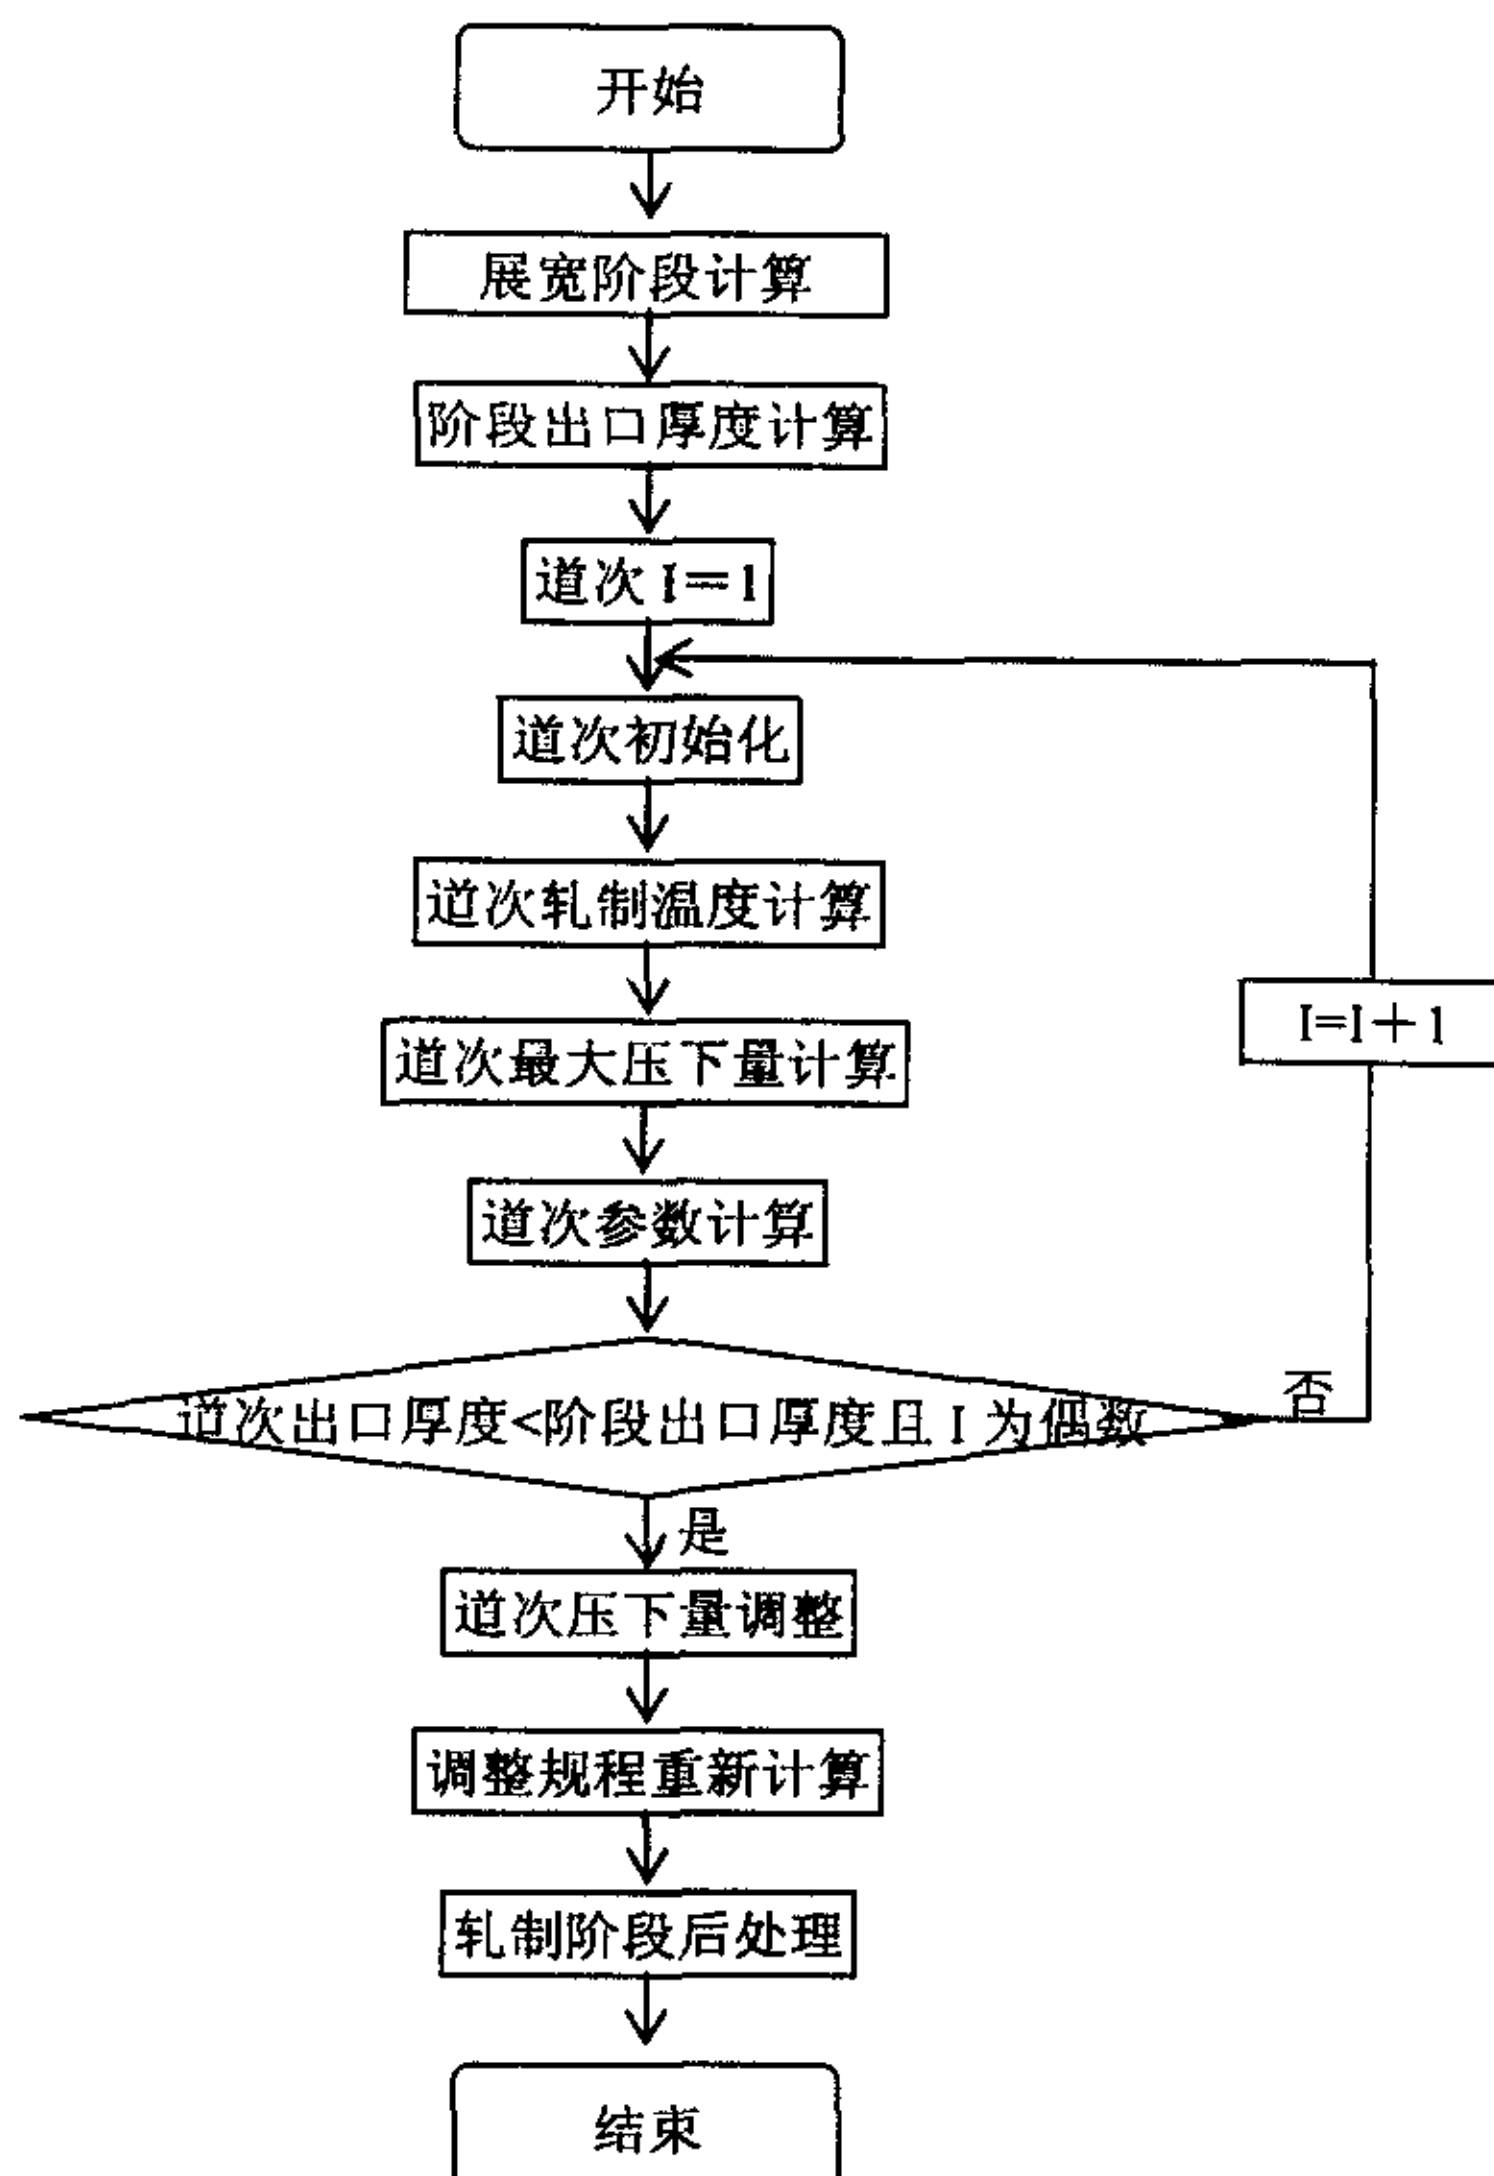 开始
展宽阶段计算
阶段出口厚度计算
道次 I=1
道次初始化
道次轧制温度计算
道次最大压下量计算
I=I+1
道次参数计算
道次出口厚度<阶段出口厚度且 I 为偶数
否
是
道次压下量调整
调整规程重新计算
轧制阶段后处理
结束